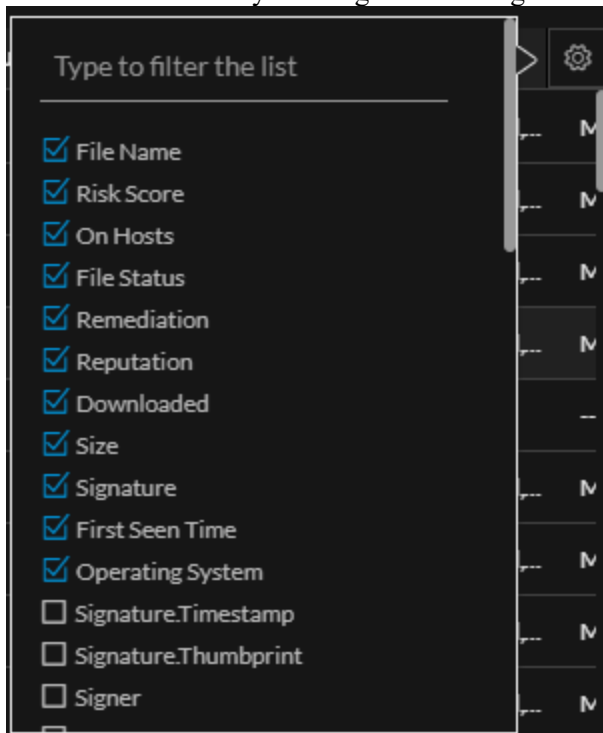 Type to filter the list
File Name
Risk Score
On Hosts
File Status
Remediation
Reputation
Downloaded
Size
Signature
First Seen Time
Operating System
Signature.Timestamp
Signature.Thumbprint
Signer